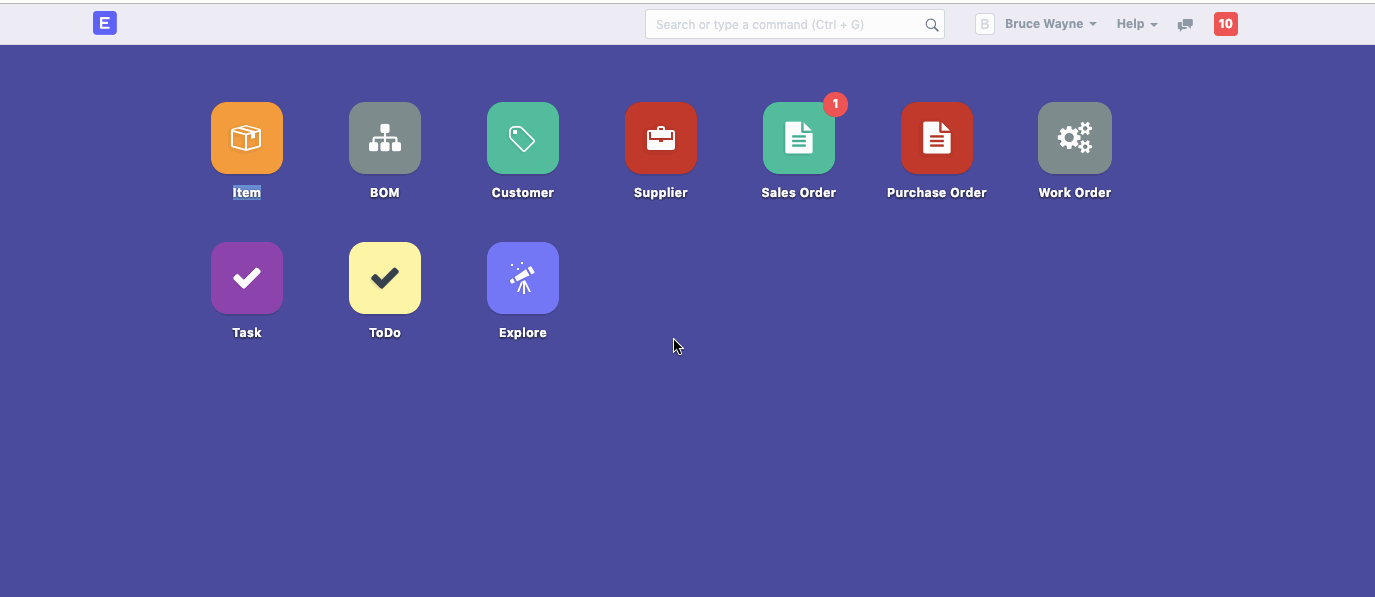 E
Search or type a command (Ctrl + G)
B
Bruce Wayne
Help
10
1
Item
BOM
Customer
Supplier
Sales Order
Purchase Order
Work Order
Task
ToDo
Explore